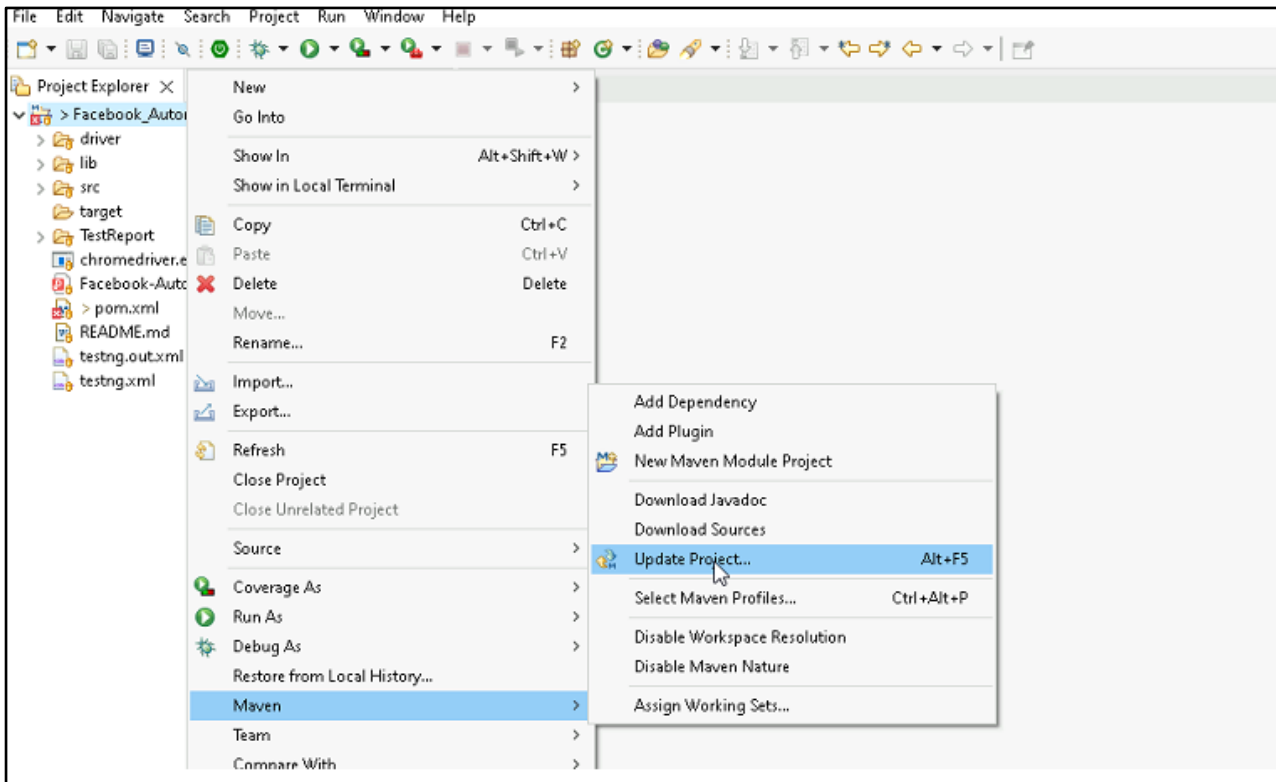 File Edit Navigate Search Project Run Window Help
Project Explorer
> Facebook_Autor
driver
lib
src
target
TestReport
chromedriver.e
Facebook-Autc
> pom.xml
README.md
testng.out.xml
testng.xml
New
Go Into
Show In Alt+Shift+W >
Show in Local Terminal
Copy Ctrl+C
Paste Ctrl+V
Delete Delete
Move...
Rename... F2
Import...
Export...
Refresh F5
Close Project
Close Unrelated Project
Source
Coverage As
Run As
Debug As
Restore from Local History...
Maven
Team
Compare With
Add Dependency
Add Plugin
New Maven Module Project
Download Javadoc
Download Sources
Update Project... Alt+F5
Select Maven Profiles... Ctrl+Alt+P
Disable Workspace Resolution
Disable Maven Nature
Assign Working Sets...